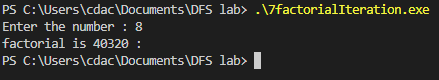 PS C:\Users\cdac\Documents\DFS lab> .\7factorialIteration.exe
Enter the number : 8
factorial is 40320 :
PS C:\Users\cdac\Documents\DFS lab>